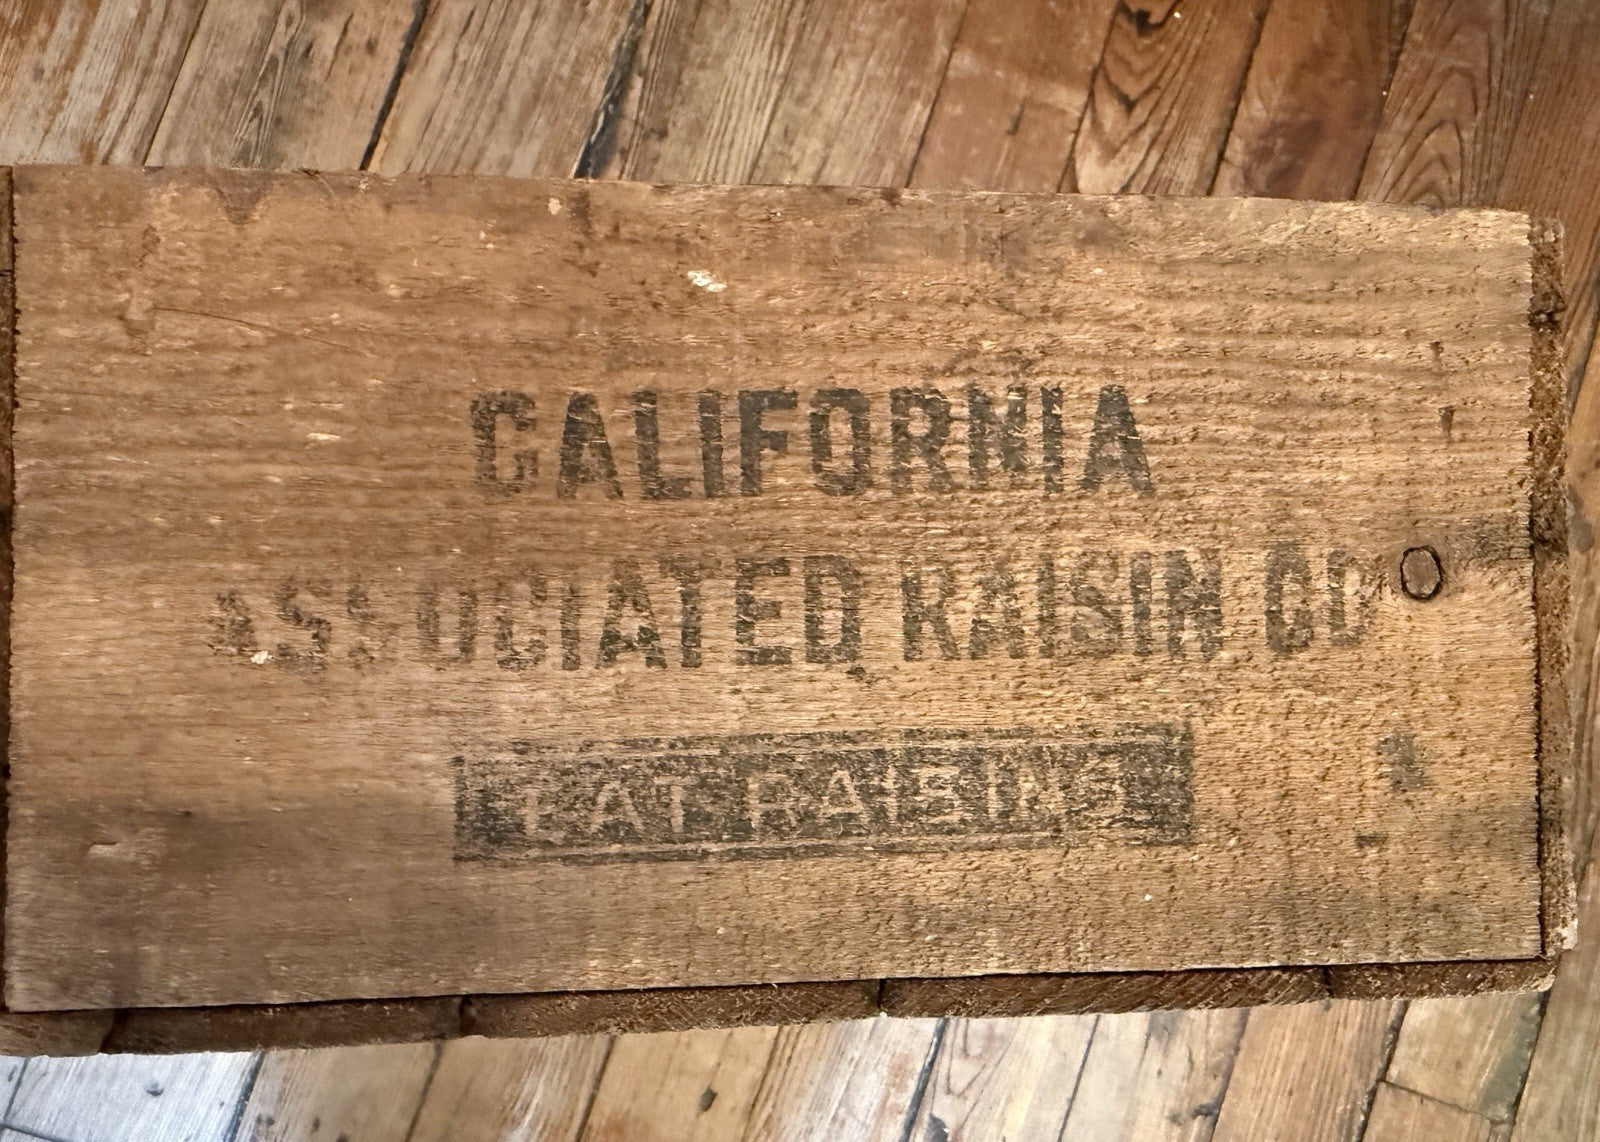 CALIFORNIA
ASSOCIATED RAISIN CO
EAT RAISINS